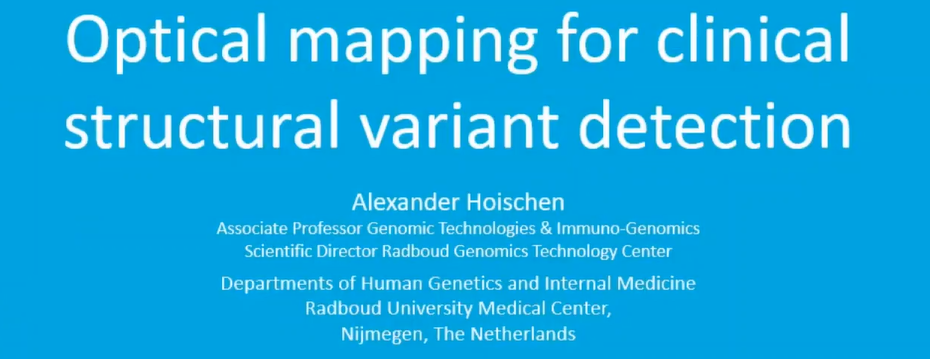 Optical mapping for clinical
structural variant detection
Alexander Hoischen
Associate Professor Genomic Technologies & Immuno-Genomics
Scientific Director Radboud Genomics Technology Center
Departments of Human Genetics and Internal Medicine
Radboud University Medical Center,
Nijmegen, The Netherlands